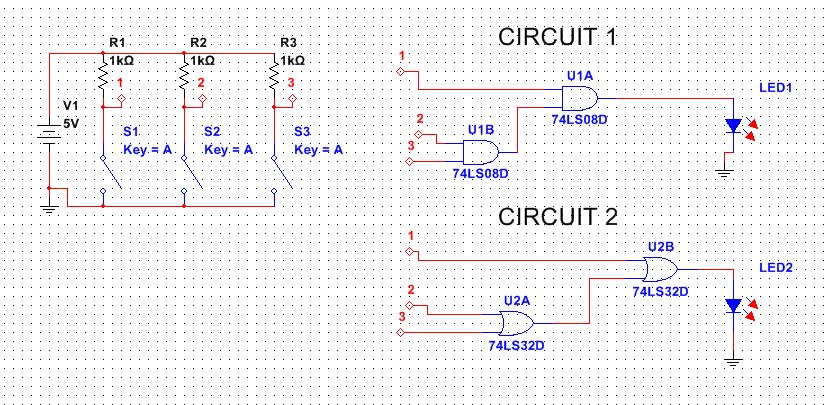 R1 R2 R3
1kΩ 1kΩ 1kΩ
1 2 3
V1
5V
S1 S2 S3
Key = A Key = A Key = A
CIRCUIT 1
1
U1A
LED1
74LS08D
2
U1B
3
74LS08D
CIRCUIT 2
1
U2B
LED2
74LS32D
2
U2A
3
74LS32D